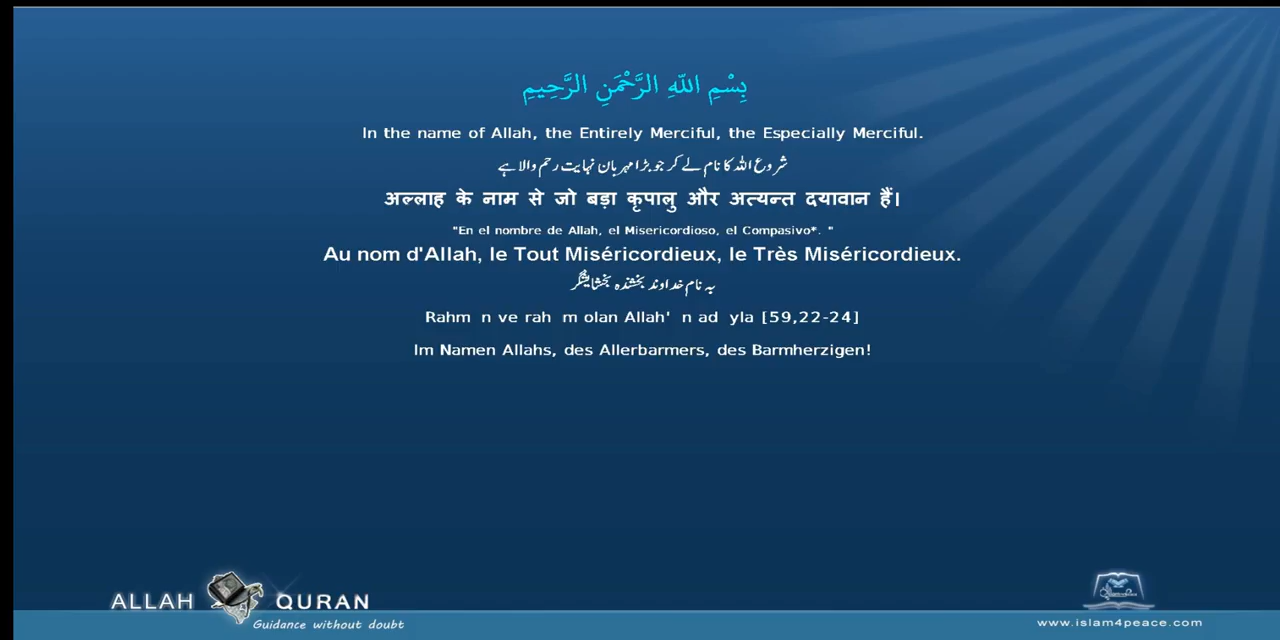 بِسْمِ اللَّهِ الرَّحْمَنِ الرَّحِيمِ
In the name of Allah, the Entirely Merciful, the Especially Merciful.
شروع اللہ کا نام لے کر جو بڑا مہربان نہایت رحم والا ہے
अल्लाह के नाम से जो बड़ा कृपालु और अत्यन्त दयावान हैं।
"En el nombre de Allah, el Misericordioso, el Compasivo*. "
Au nom d'Allah, le Tout Miséricordieux, le Très Miséricordieux.
به نام خداوند بخشنده بخشایشگر
Rahm n ve rah m olan Allah' n ad yla [59,22-24]
Im Namen Allahs, des Allerbarmers, des Barmherzigen!
ALLAH QURAN
Guidance without doubt
www.islam4peace.com